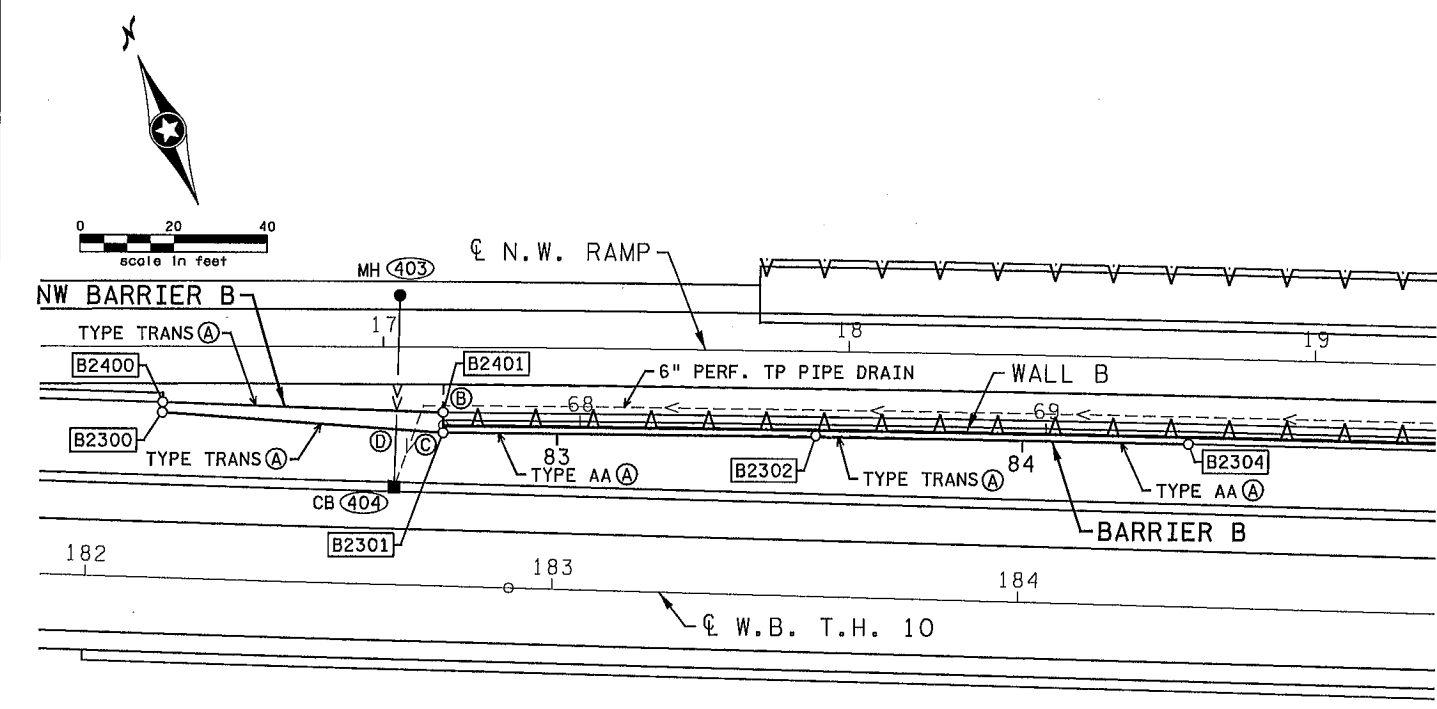 N
0 20 40
scale in feet
℄ N.W. RAMP
MH 403
NW BARRIER B
17
18
19
TYPE TRANS Ⓐ
B2400
B2401
6" PERF. TP PIPE DRAIN
WALL B
Ⓑ
68
69
B2300
Ⓓ
Ⓒ
TYPE TRANS Ⓐ
83
84
TYPE AA Ⓐ
B2302
TYPE TRANS Ⓐ
B2304
TYPE AA Ⓐ
CB 404
B2301
BARRIER B
182
183
184
℄ W.B. T.H. 10